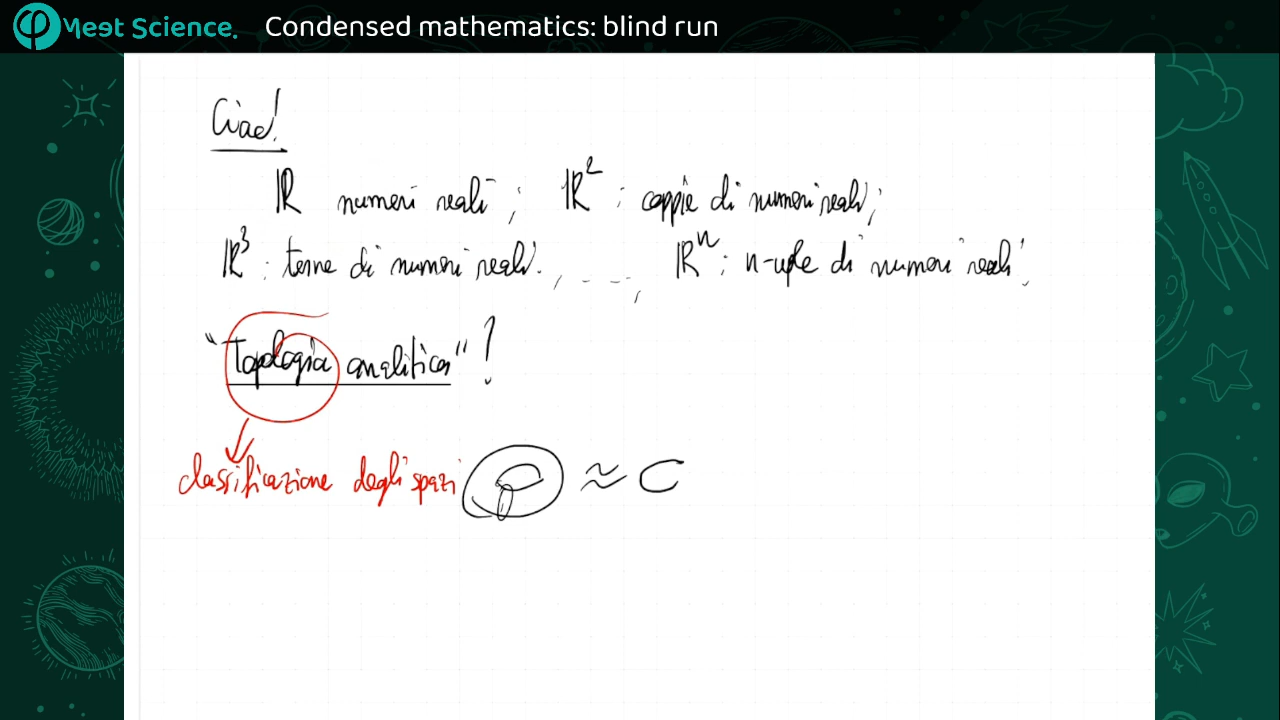 Meet Science. Condensed mathematics: blind run
Ciao!
ℝ numeri reali ; ℝ² : coppie di numeri reali ;
ℝ³ : terne di numeri reali. , - - - , ℝⁿ : n-uple di numeri reali.
"Topologia analitica" ?
classificazione degli spazi ≈ C